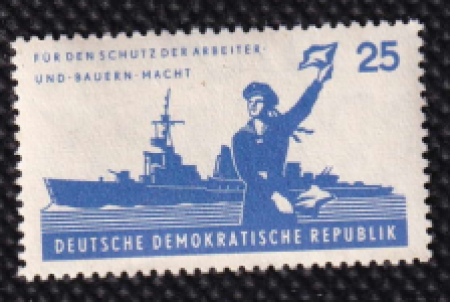 FÜR DEN SCHUTZ DER ARBEITER-
UND-BAUERN-MACHT
25
DEUTSCHE DEMOKRATISCHE REPUBLIK